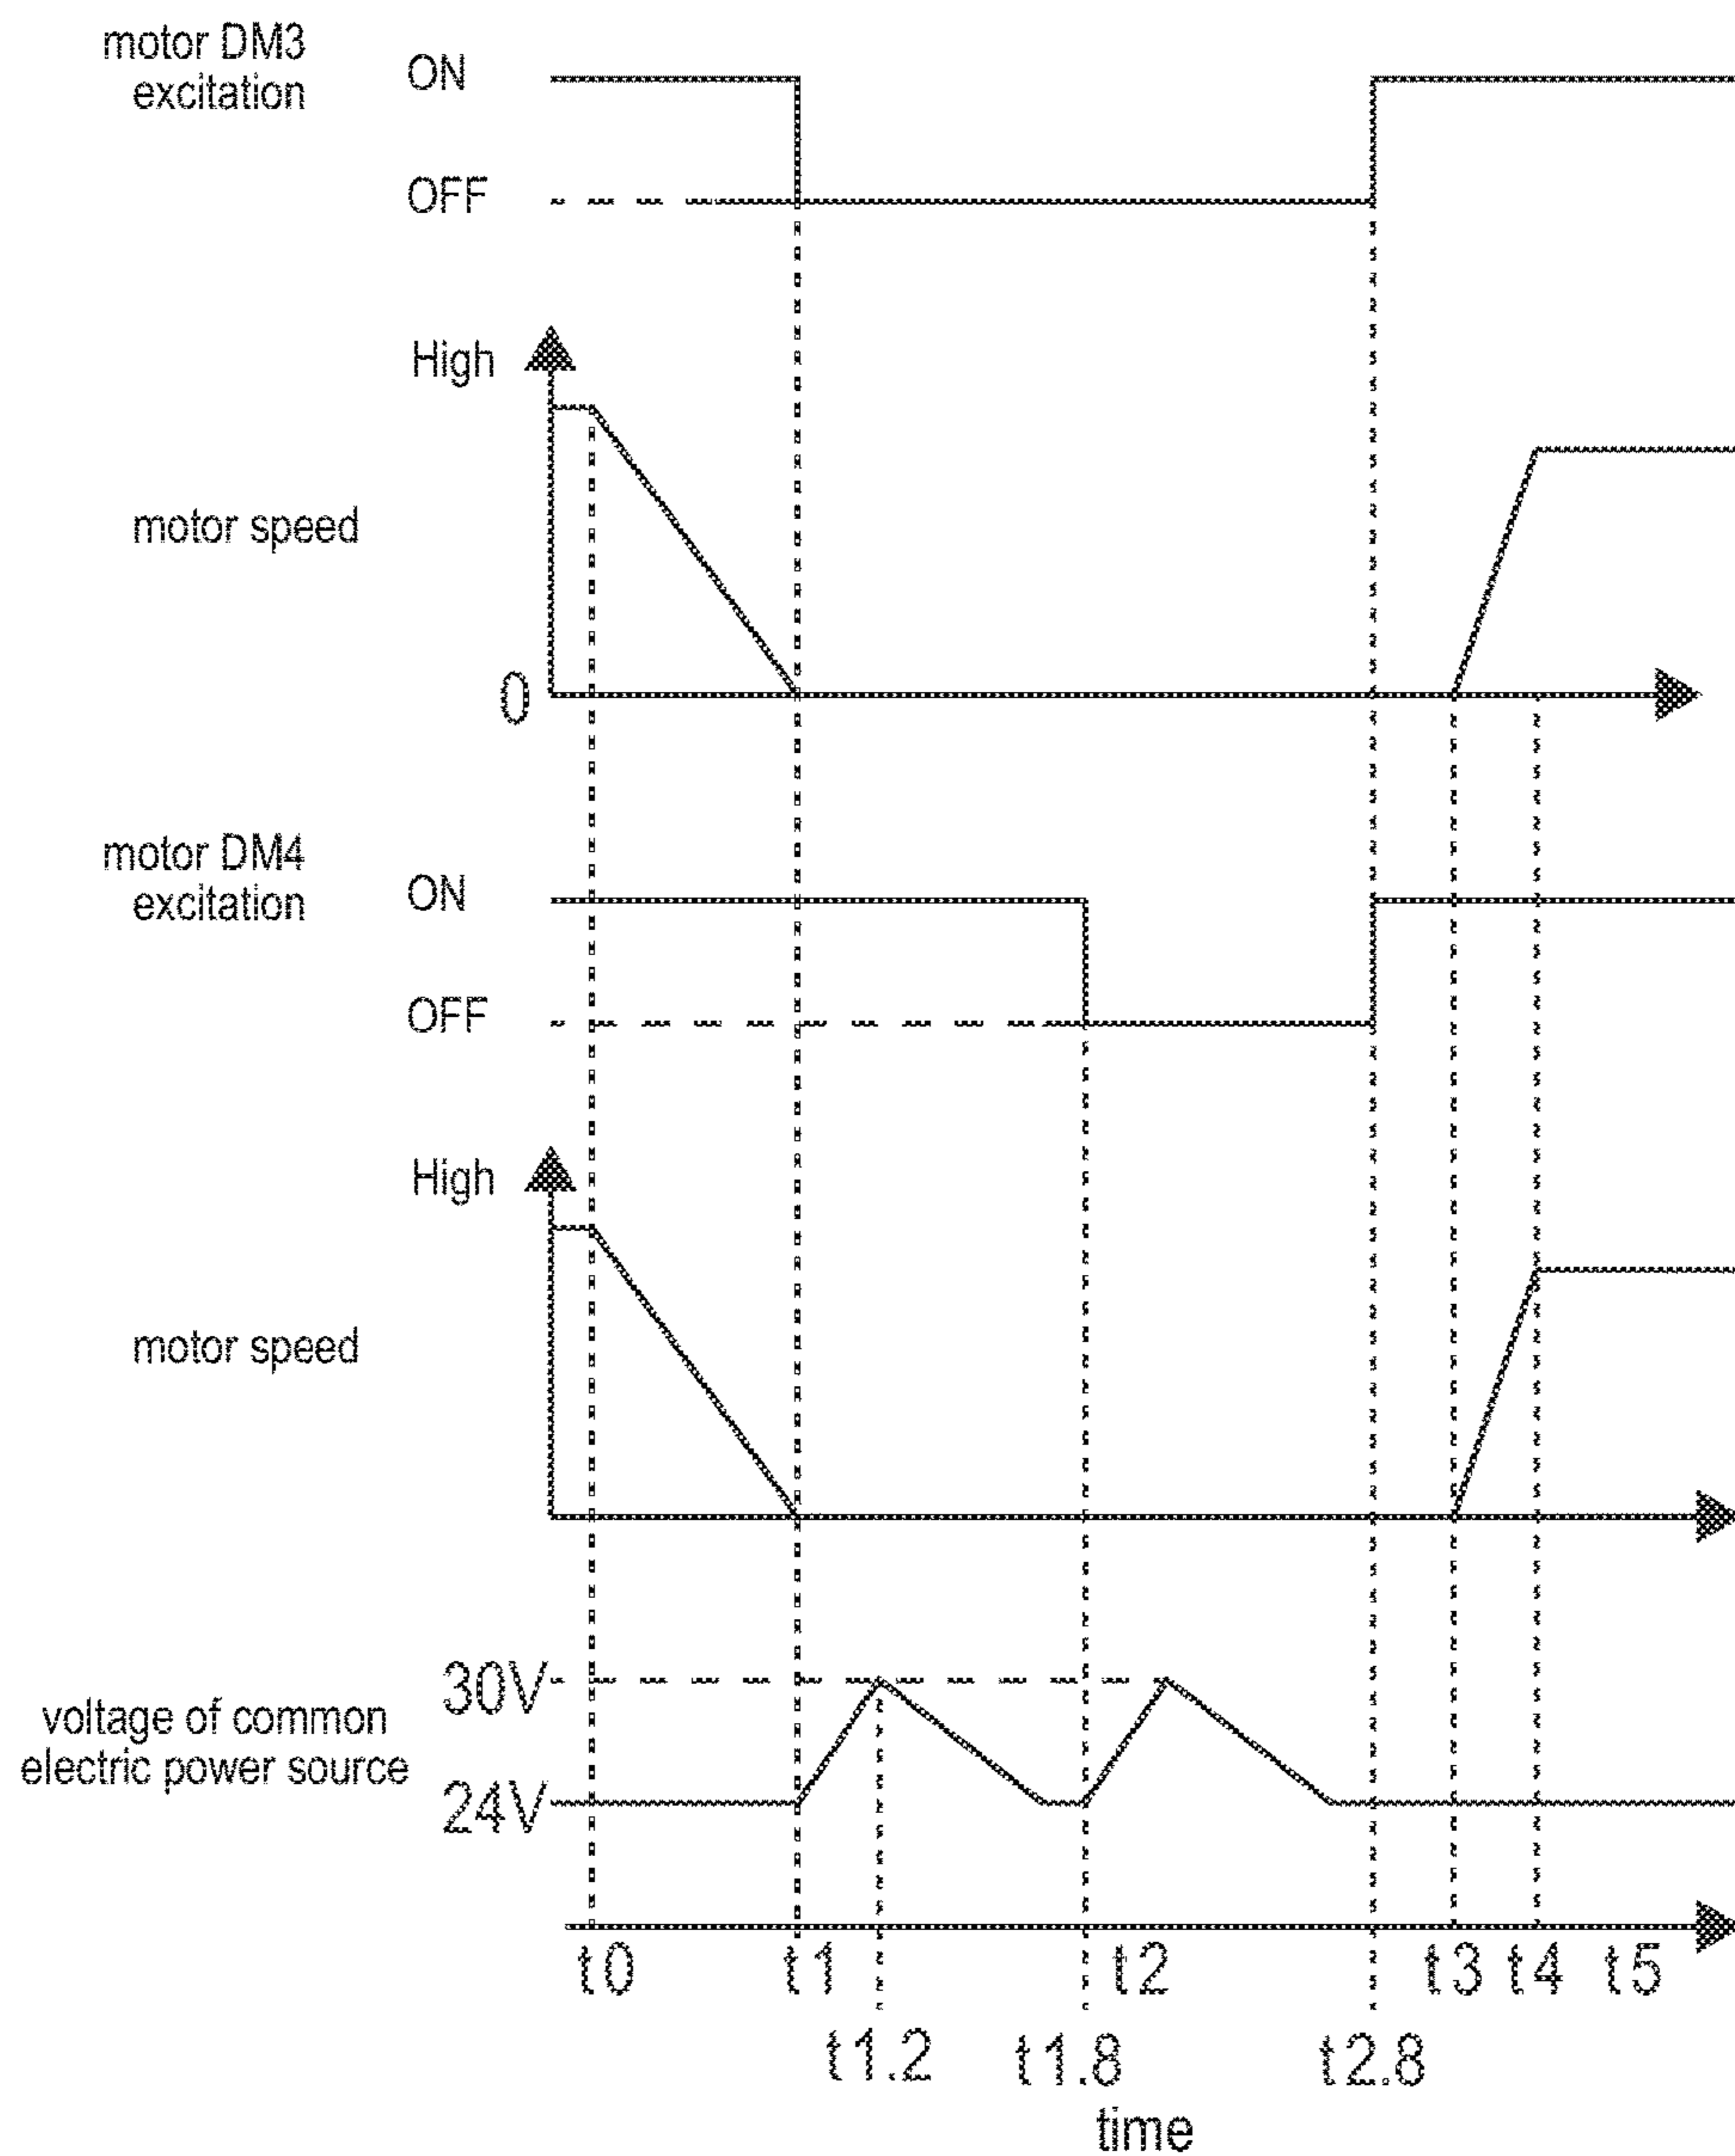 motor DM3
excitation
ON
OFF
High
motor speed
0
motor DM4
excitation
ON
OFF
High
motor speed
30V
voltage of common
electric power source
24V
t0 t1 t2 t3 t4 t5
t1.2 t1.8 t2.8
time